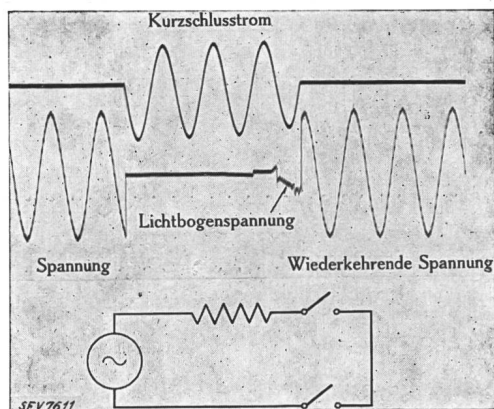 Kurzschlusstrom
Lichtbogenspannung
Spannung
Wiederkehrende Spannung
SEV7611